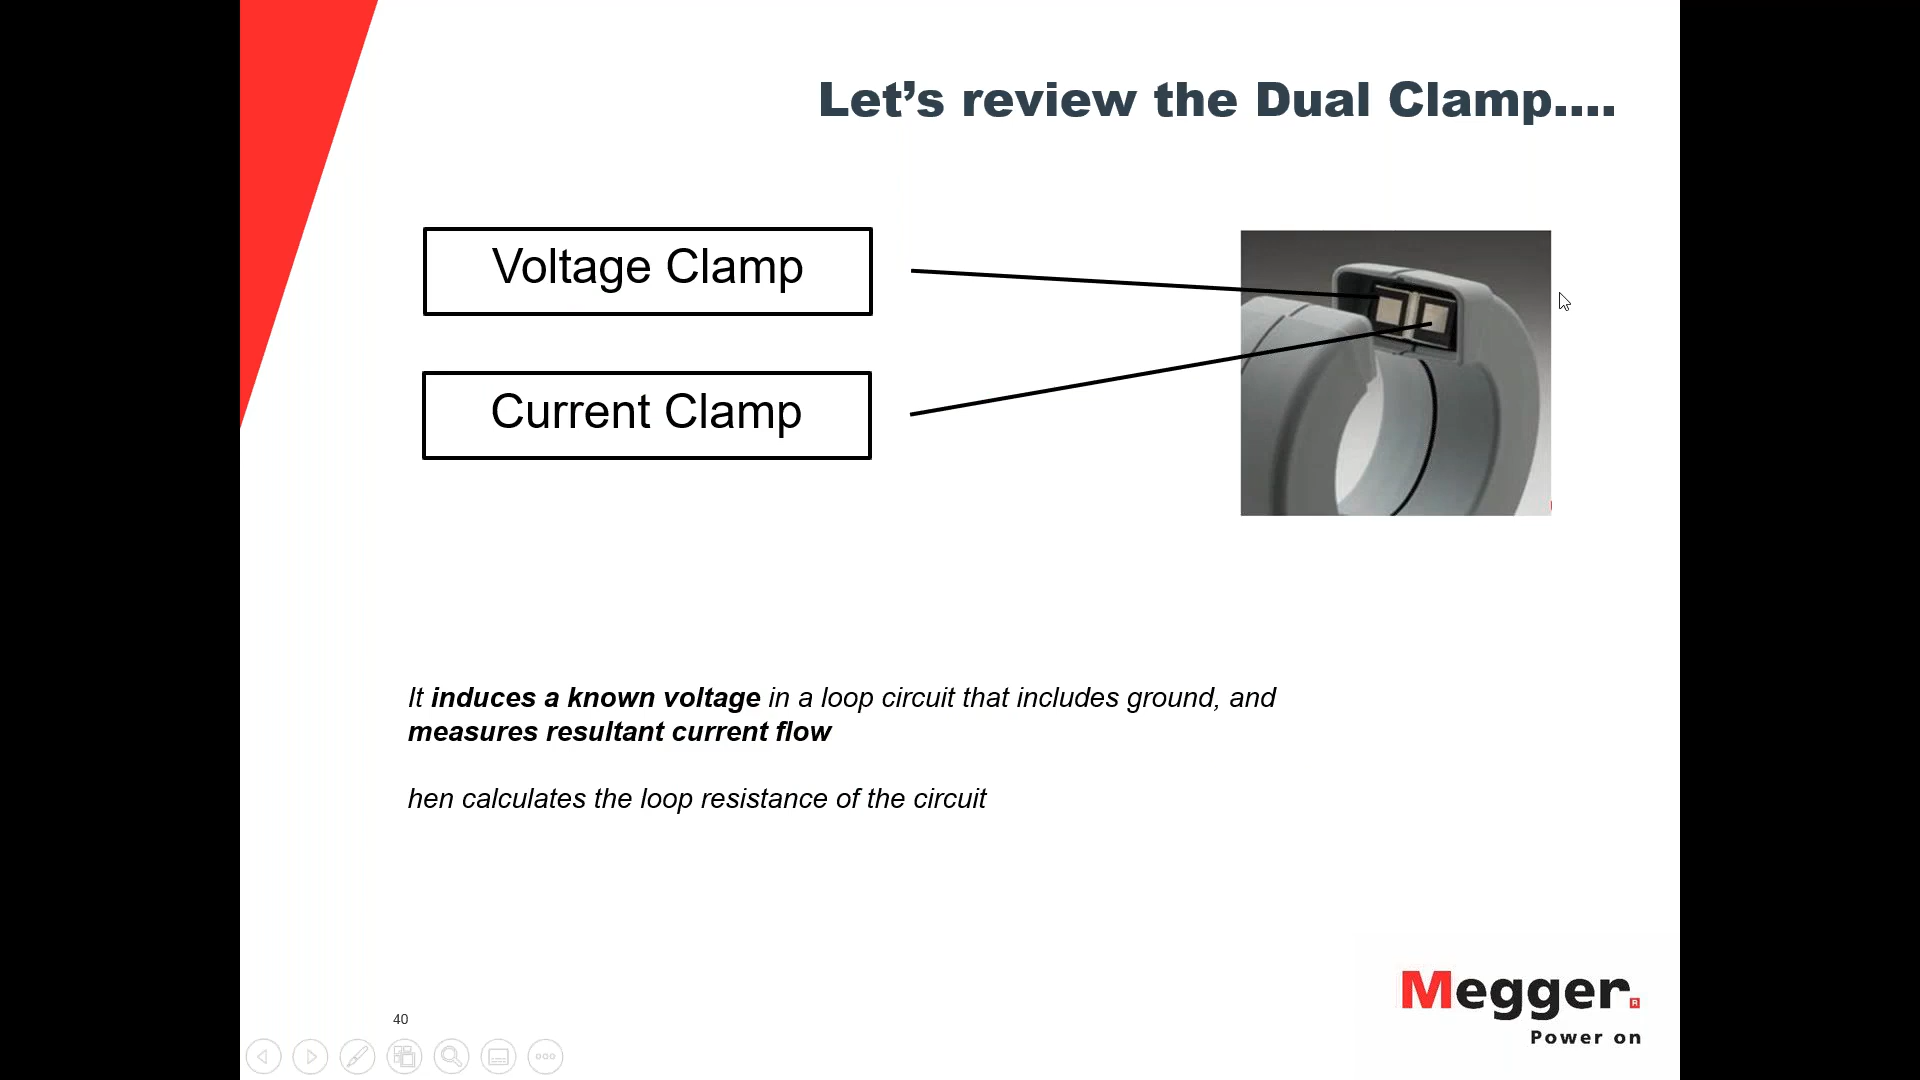 Let’s review the Dual Clamp....
Voltage Clamp
Current Clamp
It induces a known voltage in a loop circuit that includes ground, and
measures resultant current flow
hen calculates the loop resistance of the circuit
Megger.
R
Power on
40